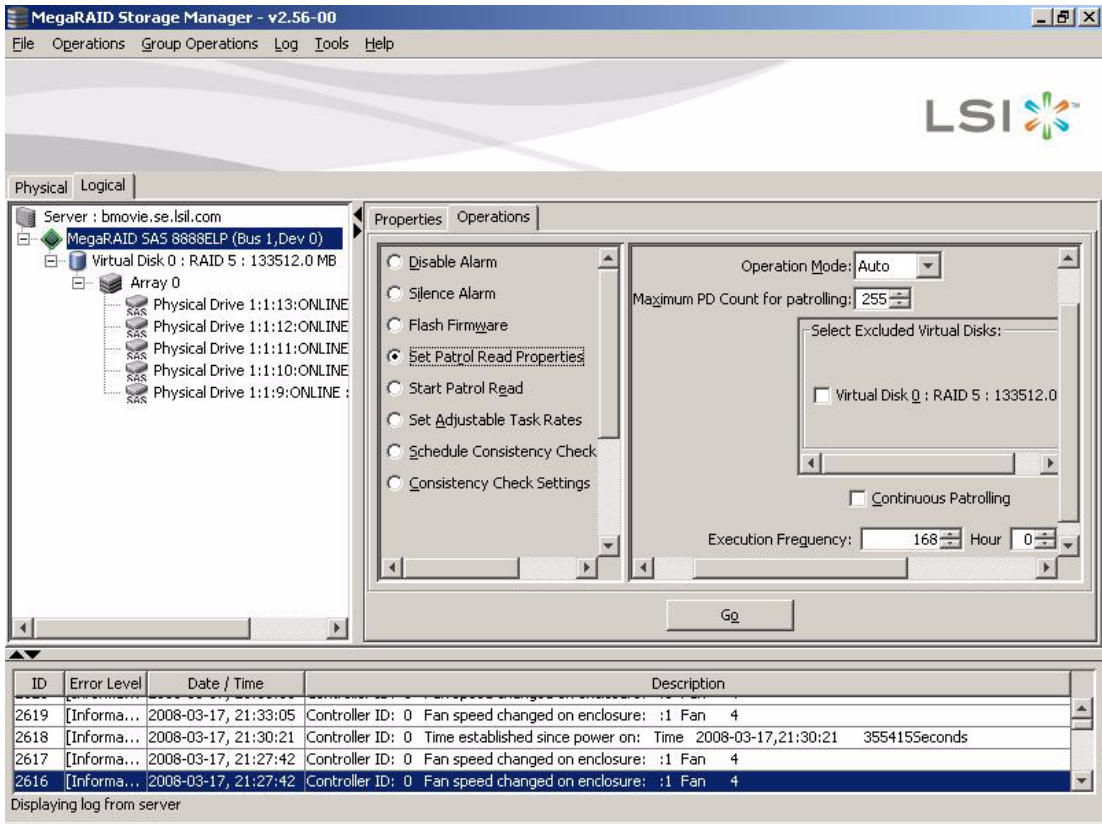 MegaRAID Storage Manager - v2.56-00
File Operations Group Operations Log Tools Help
LSI
Physical Logical
Server : bmovie.se.lsil.com
MegaRAID SAS 8888ELP (Bus 1,Dev 0)
Virtual Disk 0 : RAID 5 : 133512.0 MB
Array 0
SAS Physical Drive 1:1:13:ONLINE
SAS Physical Drive 1:1:12:ONLINE
SAS Physical Drive 1:1:11:ONLINE
SAS Physical Drive 1:1:10:ONLINE
SAS Physical Drive 1:1:9:ONLINE :
Properties Operations
Disable Alarm
Silence Alarm
Flash Firmware
Set Patrol Read Properties
Start Patrol Read
Set Adjustable Task Rates
Schedule Consistency Check
Consistency Check Settings
Operation Mode: Auto
Maximum PD Count for patrolling: 255
Select Excluded Virtual Disks:
Virtual Disk 0 : RAID 5 : 133512.0
Continuous Patrolling
Execution Frequency: 168 Hour 0
Go
ID Error Level Date / Time Description
2619 [Informa... 2008-03-17, 21:33:05 Controller ID: 0 Fan speed changed on enclosure: :1 Fan 4
2618 [Informa... 2008-03-17, 21:30:21 Controller ID: 0 Time established since power on: Time 2008-03-17,21:30:21 355415Seconds
2617 [Informa... 2008-03-17, 21:27:42 Controller ID: 0 Fan speed changed on enclosure: :1 Fan 4
2616 [Informa... 2008-03-17, 21:27:42 Controller ID: 0 Fan speed changed on enclosure: :1 Fan 4
Displaying log from server